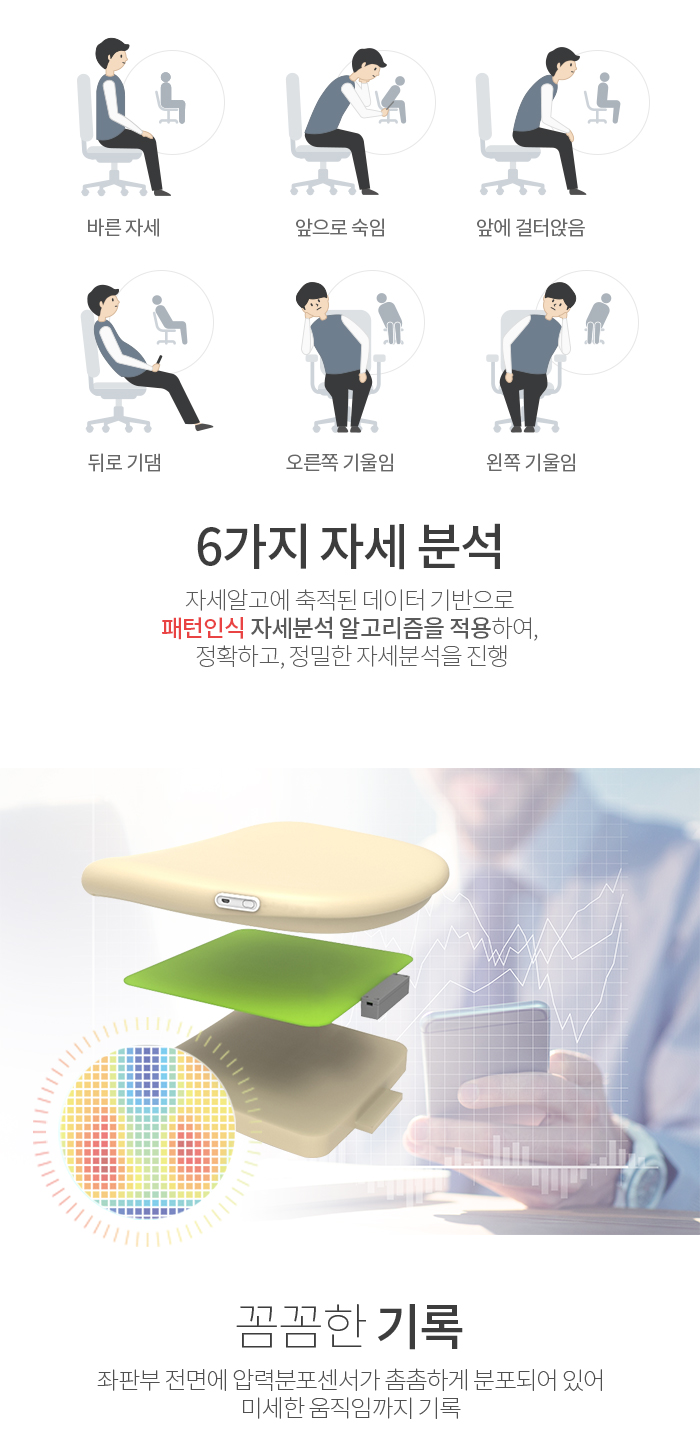 바른 자세
앞으로 숙임
앞에 걸터앉음
뒤로 기댐
오른쪽 기울임
왼쪽 기울임
6가지 자세 분석
자세알고에 축적된 데이터 기반으로
패턴인식 자세분석 알고리즘을 적용하여,
정확하고, 정밀한 자세분석을 진행
꼼꼼한 기록
좌판부 전면에 압력분포센서가 촘촘하게 분포되어 있어
미세한 움직임까지 기록